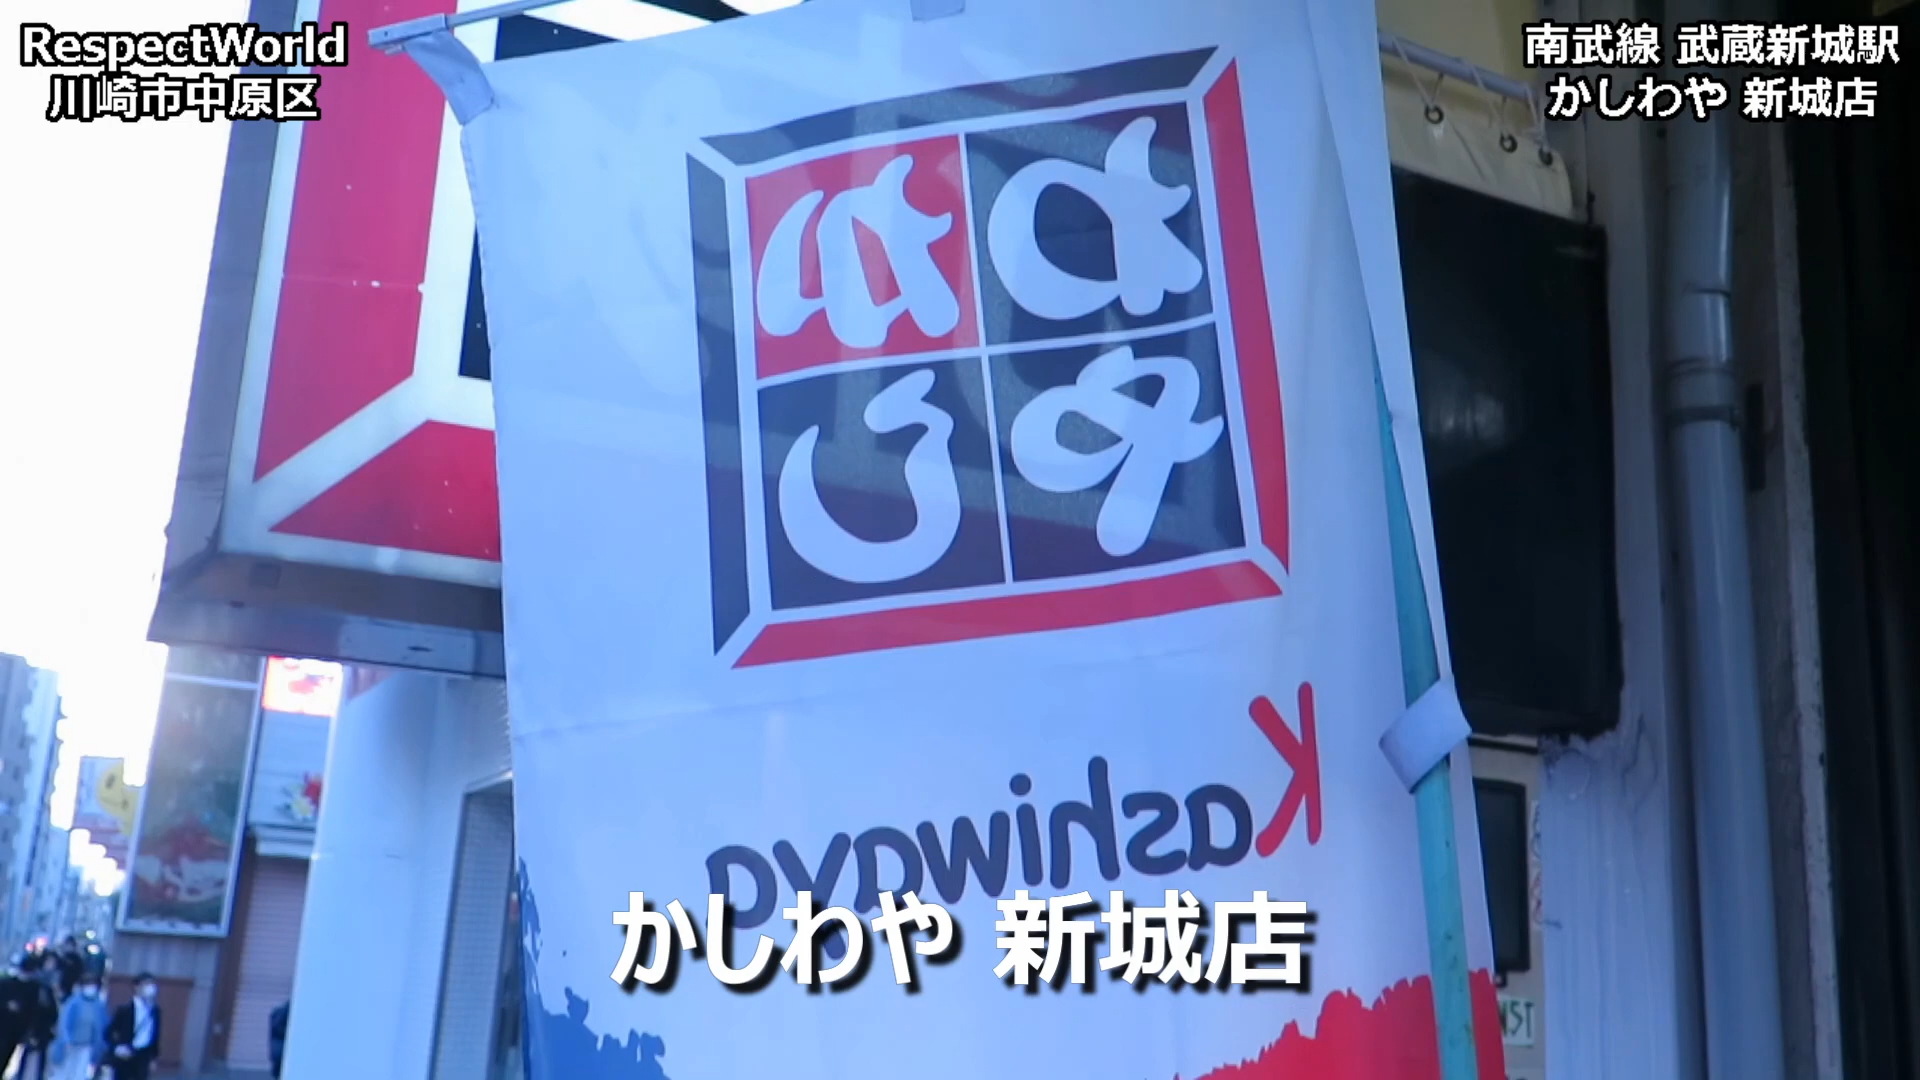 RespectWorld
川崎市中原区
南武線 武蔵新城駅
かしわや 新城店
かし
わや
Kashiwaya
かしわや 新城店